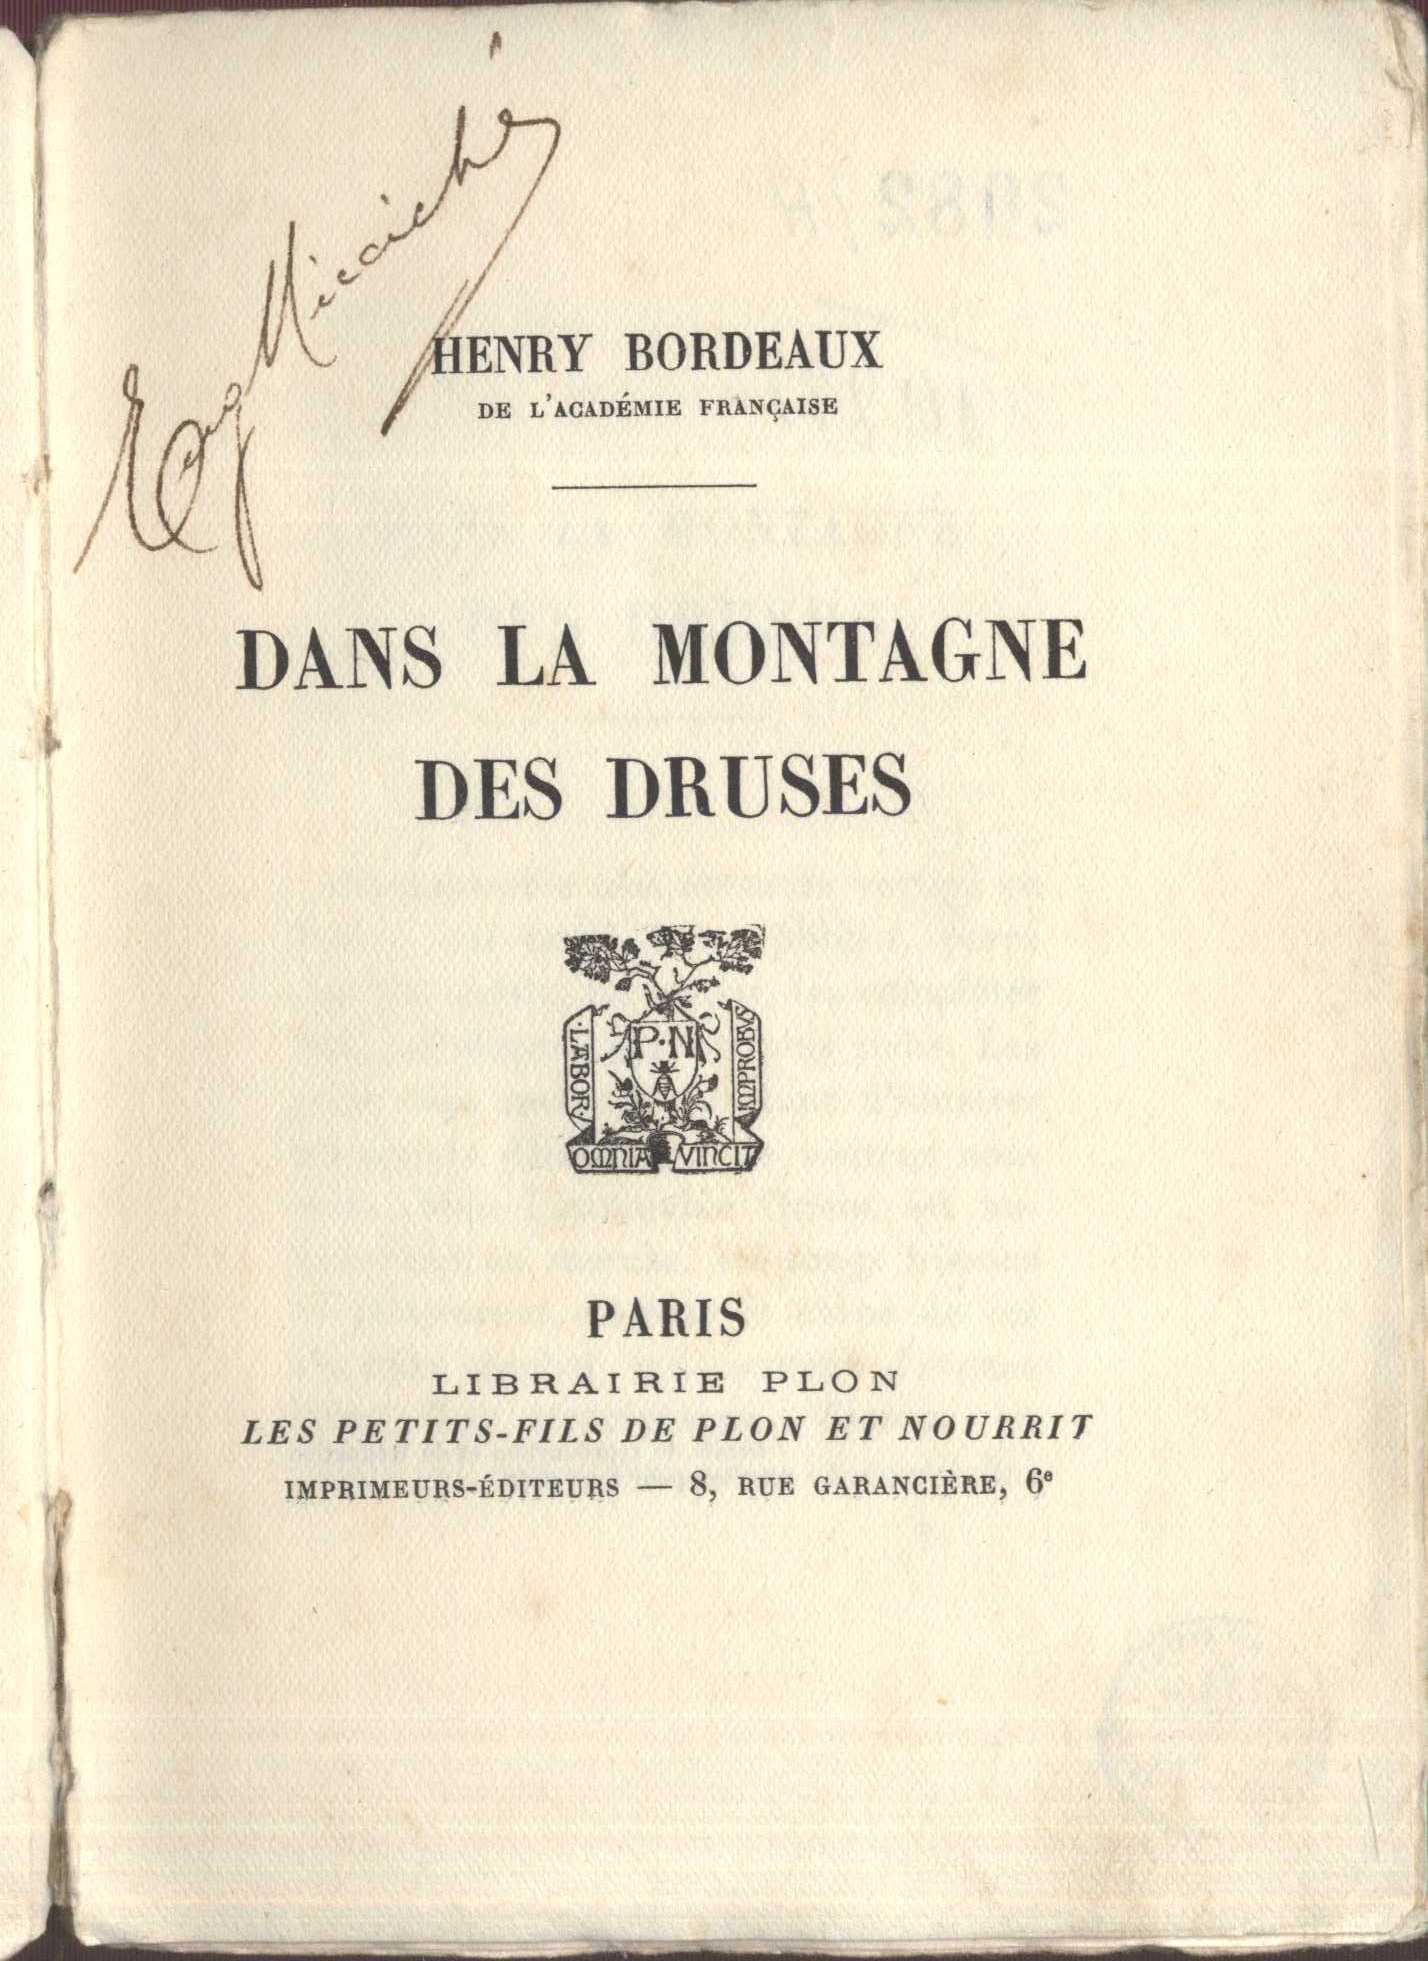 HENRY BORDEAUX
DE L'ACADÉMIE FRANÇAISE
DANS LA MONTAGNE
DES DRUSES
P·N
·LABOR·
IMPROBVS
OMNIA VINCIT
PARIS
LIBRAIRIE PLON
LES PETITS-FILS DE PLON ET NOURRIT
IMPRIMEURS-ÉDITEURS — 8, RUE GARANCIÈRE, 6ᵉ